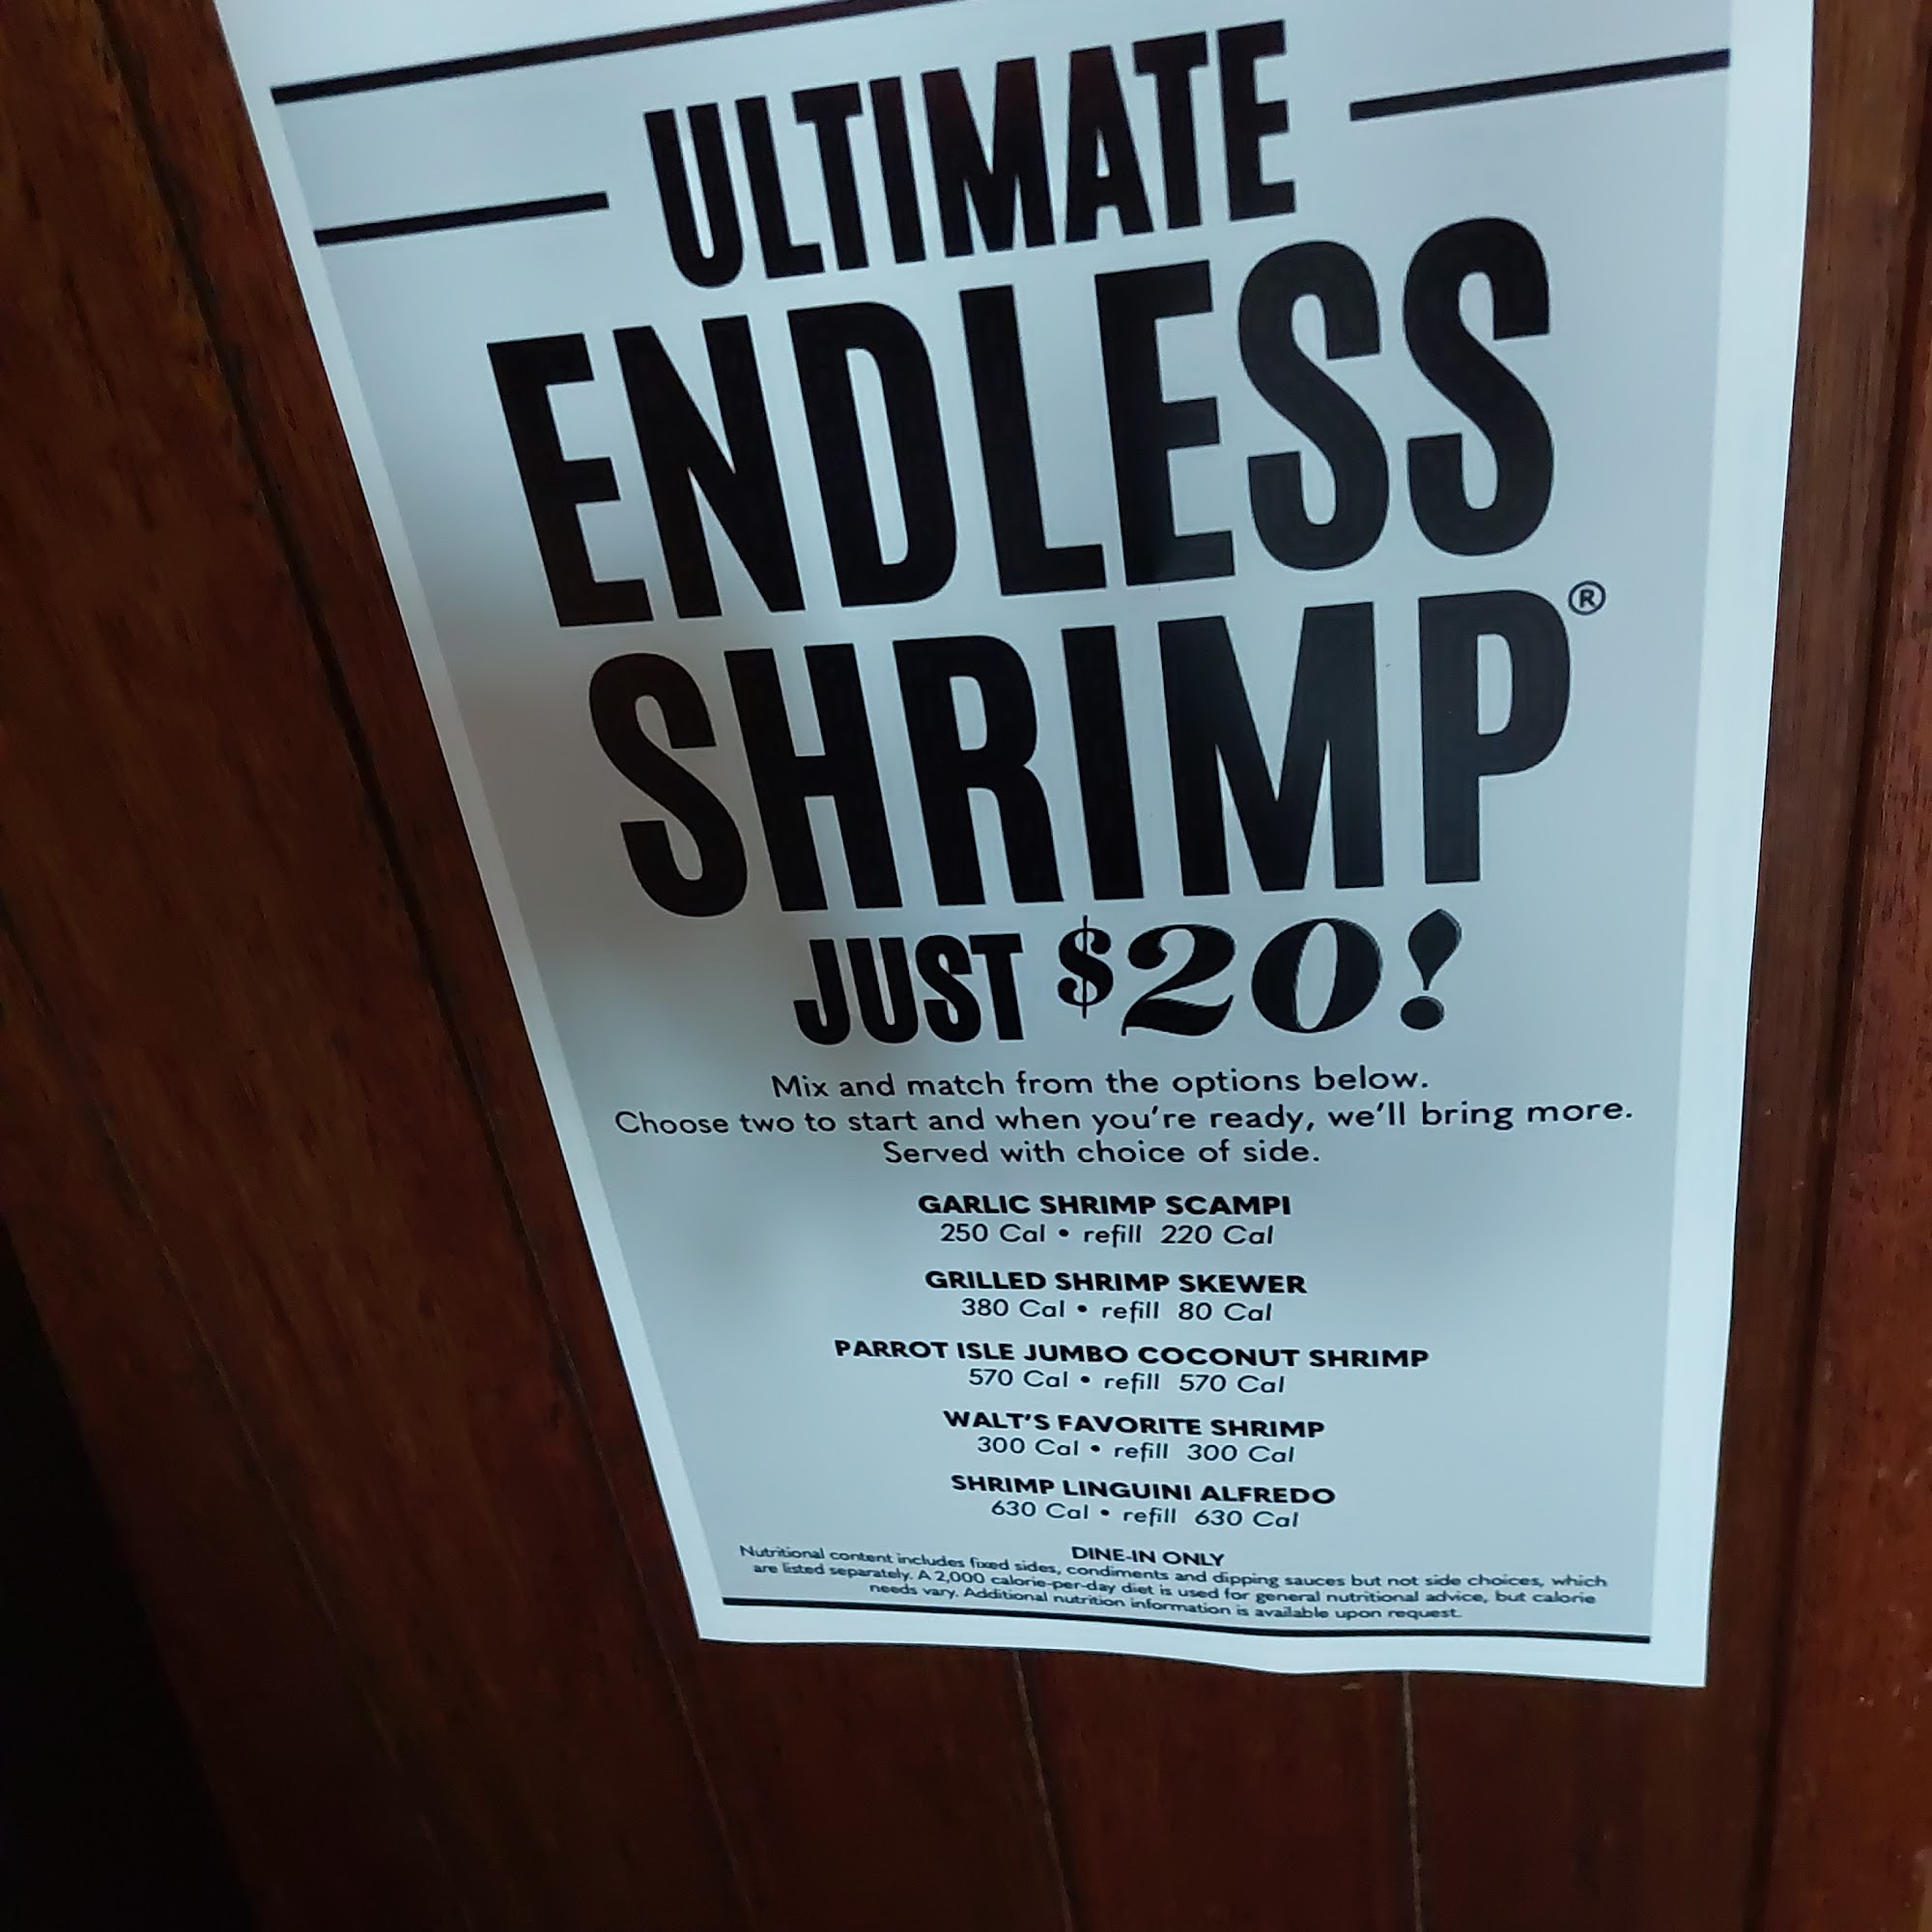 ULTIMATE
ENDLESS
SHRIMP®
JUST $20!
Mix and match from the options below.
Choose two to start and when you're ready, we'll bring more.
Served with choice of side.
GARLIC SHRIMP SCAMPI
250 Cal • refill 220 Cal
GRILLED SHRIMP SKEWER
380 Cal • refill 80 Cal
PARROT ISLE JUMBO COCONUT SHRIMP
570 Cal • refill 570 Cal
WALT'S FAVORITE SHRIMP
300 Cal • refill 300 Cal
SHRIMP LINGUINI ALFREDO
630 Cal • refill 630 Cal
DINE-IN ONLY
Nutritional content includes fixed sides, condiments and dipping sauces but not side choices, which
are listed separately. A 2,000 calorie-per-day diet is used for general nutritional advice, but calorie
needs vary. Additional nutrition information is available upon request.